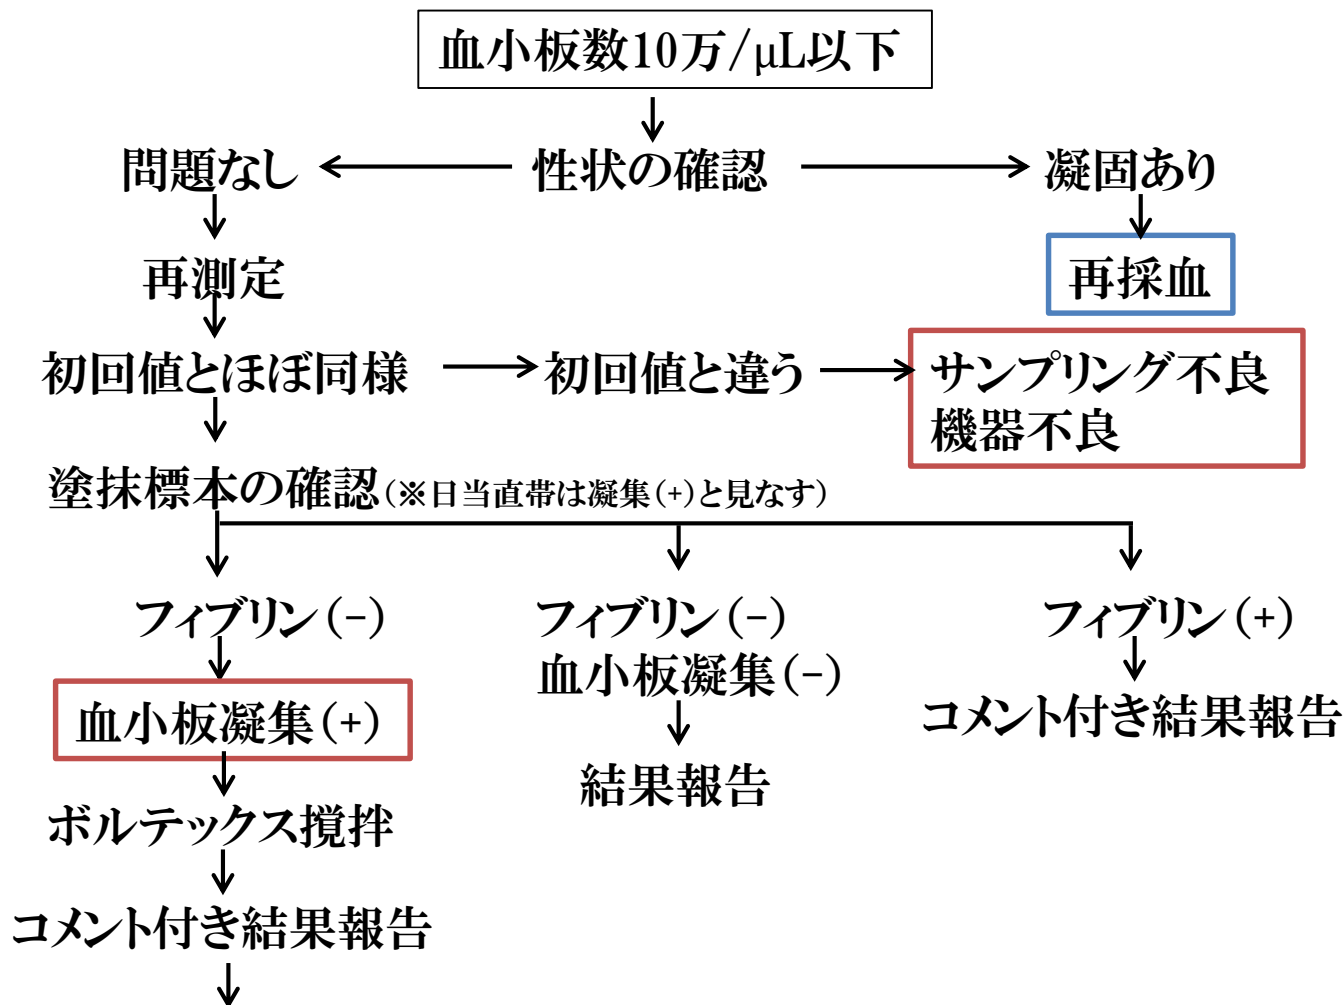 血小板数10万/μL以下
問題なし
性状の確認
凝固あり
再測定
再採血
初回値とほぼ同様
初回値と違う
サンプリング不良
機器不良
塗抹標本の確認(※日当直帯は凝集(+)と見なす)
フィブリン(-)
フィブリン(-)
フィブリン(+)
血小板凝集(-)
血小板凝集(+)
コメント付き結果報告
結果報告
ボルテックス撹拌
コメント付き結果報告